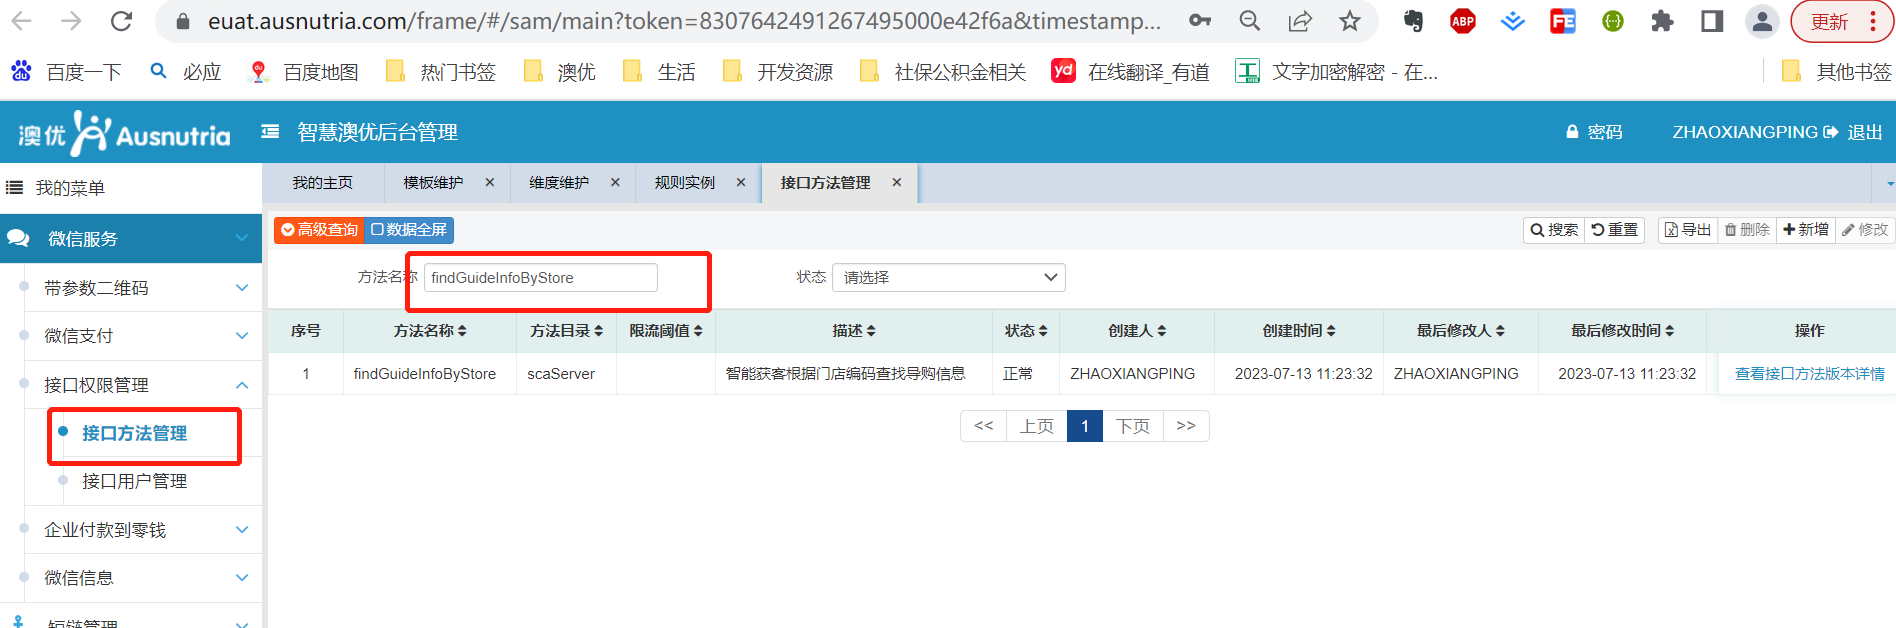 euat.ausnutria.com/frame/#/sam/main?token=8307642491267495000e42f6a&timestamp...
ABP
FE
更新
百度一下
必应
百度地图
热门书签
澳优
生活
开发资源
社保公积金相关
yd
在线翻译_有道
文字加密解密 - 在...
其他书签
澳优 Ausnutria
智慧澳优后台管理
密码
ZHAOXIANGPING
退出
我的菜单
我的主页
模板维护 ×
维度维护 ×
规则实例 ×
接口方法管理 ×
微信服务
高级查询
数据全屏
搜索
重置
导出
删除
新增
修改
方法名称 findGuideInfoByStore
状态 请选择
带参数二维码
微信支付
接口权限管理
接口方法管理
接口用户管理
企业付款到零钱
微信信息
短链管理
序号 方法名称 方法目录 限流阈值 描述 状态 创建人 创建时间 最后修改人 最后修改时间 操作
1 findGuideInfoByStore scaServer 智能获客根据门店编码查找导购信息 正常 ZHAOXIANGPING 2023-07-13 11:23:32 ZHAOXIANGPING 2023-07-13 11:23:32 查看接口方法版本详情
<< 上页 1 下页 >>